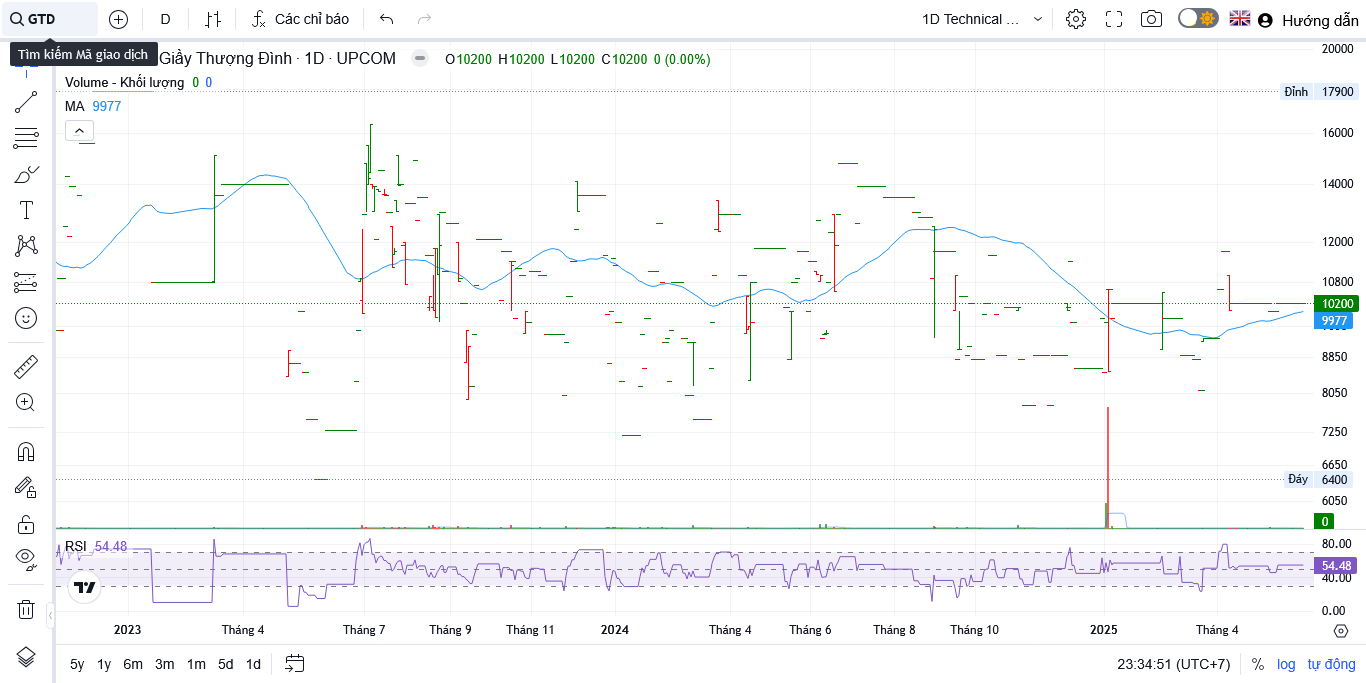 GTD D Các chỉ báo 1D Technical ... Hướng dẫn
Tìm kiếm Mã giao dịch
Giầy Thượng Đình · 1D · UPCOM O10200 H10200 L10200 C10200 0 (0.00%)
Volume - Khối lượng 0 0
MA 9977
20000
Đỉnh 17900
16000
14000
12000
10800
10200
9977
8850
8050
7250
6650
Đáy 6400
6050
0
RSI 54.48
80.00
54.48
40.00
0.00
2023 Tháng 4 Tháng 7 Tháng 9 Tháng 11 2024 Tháng 4 Tháng 6 Tháng 8 Tháng 10 2025 Tháng 4
5y 1y 6m 3m 1m 5d 1d 23:34:51 (UTC+7) % log tự động